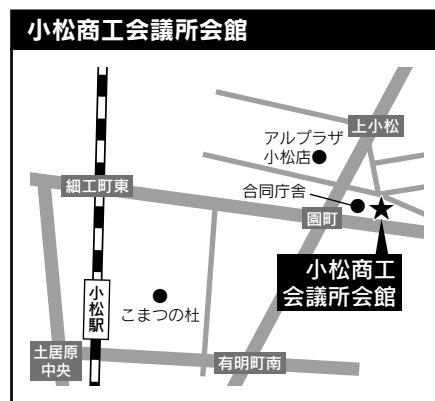 小松商工会議所会館
上小松
アルプラザ
小松店
細工町東
合同庁舎
園町
小松商工
会議所会館
小松駅
こまつの杜
土居原
中央
有明町南